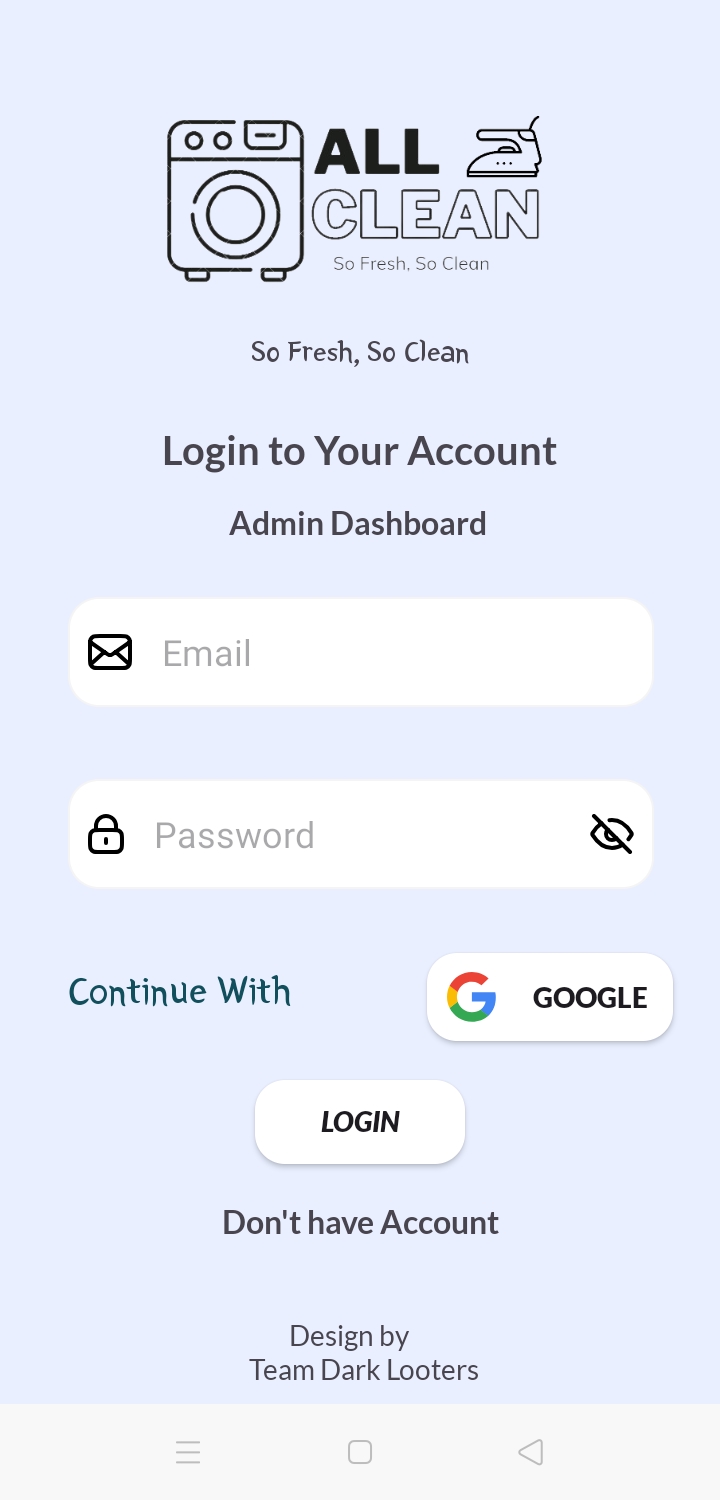 ALL
CLEAN
So Fresh, So Clean
So Fresh, So Clean
Login to Your Account
Admin Dashboard
Email
Password
Continue With
GOOGLE
LOGIN
Don't have Account
Design by
Team Dark Looters